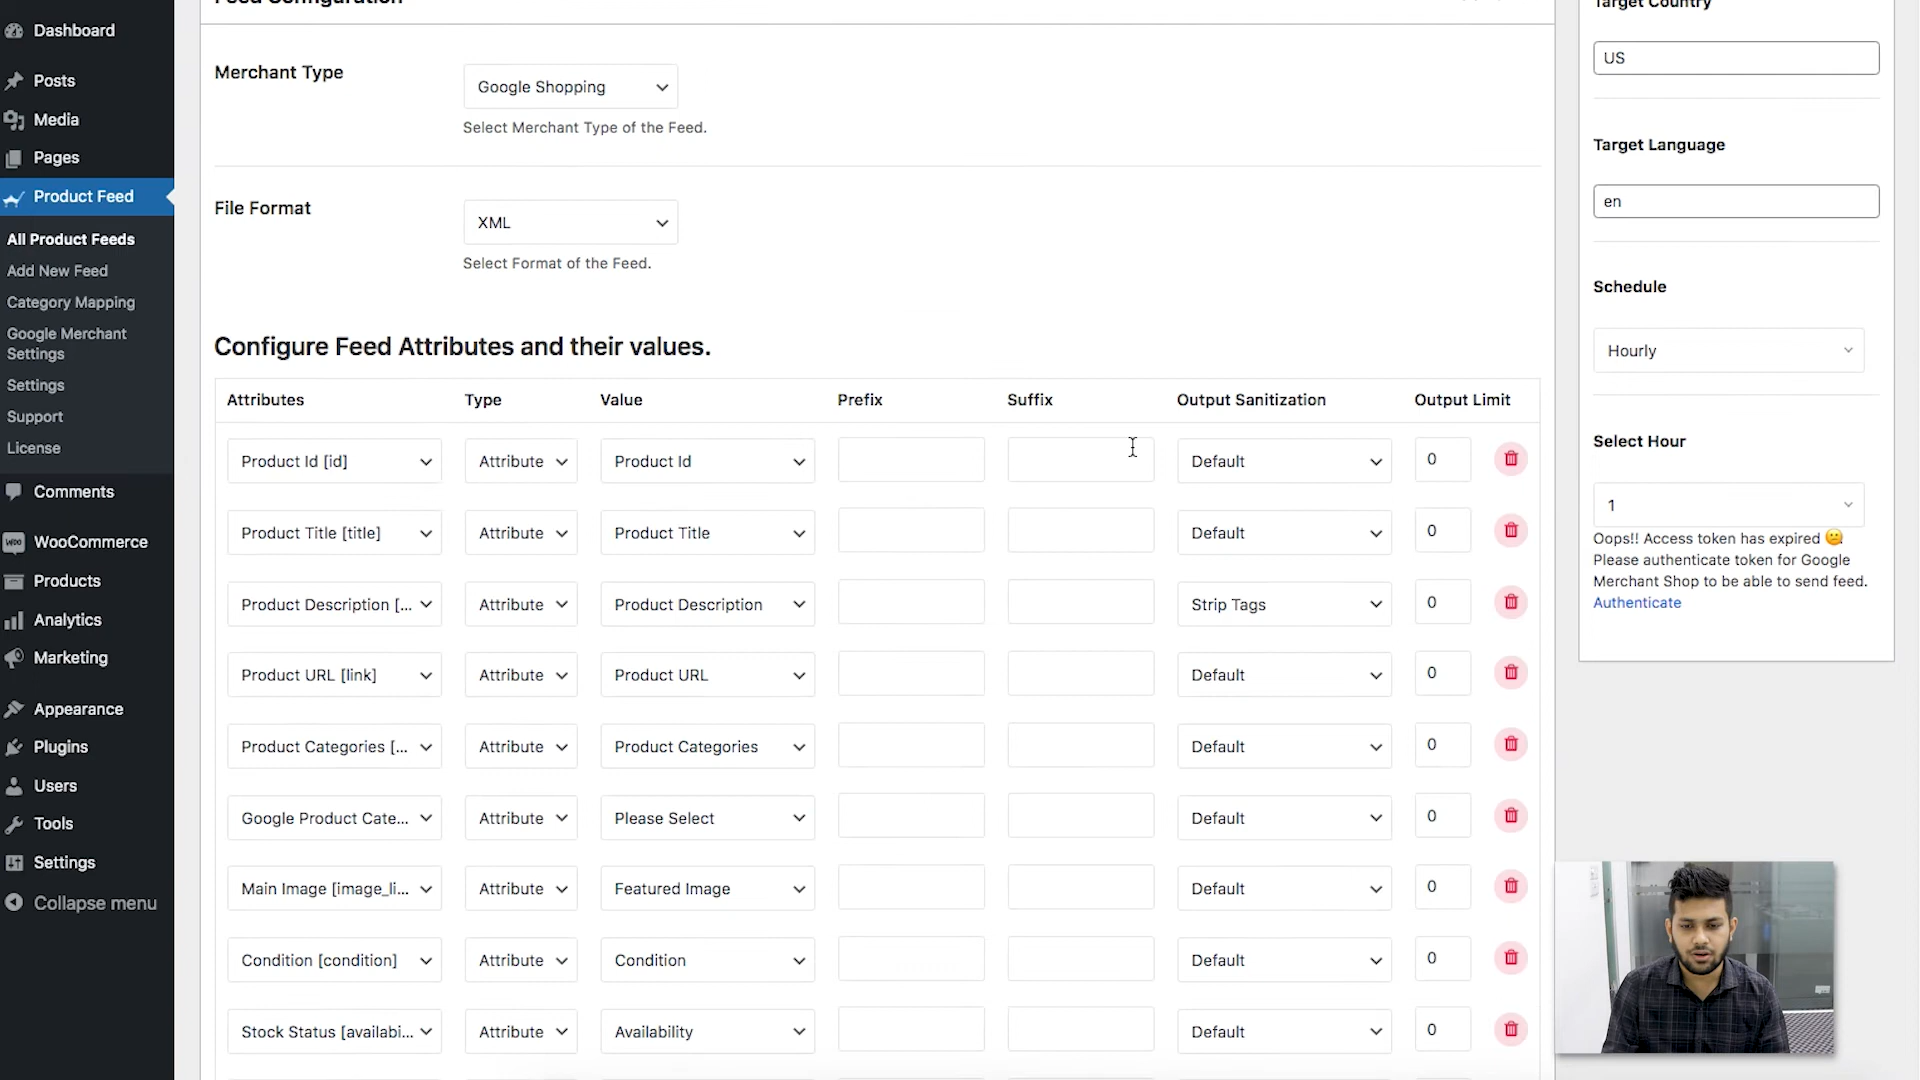 Dashboard
Posts
Media
Pages
Product Feed
All Product Feeds
Add New Feed
Category Mapping
Google Merchant
Settings
Settings
Support
License
Comments
WooCommerce
Products
Analytics
Marketing
Appearance
Plugins
Users
Tools
Settings
Collapse menu
Feed Configuration
Merchant Type
Google Shopping
Select Merchant Type of the Feed.
File Format
XML
Select Format of the Feed.
Configure Feed Attributes and their values.
Attributes Type Value Prefix Suffix Output Sanitization Output Limit
Product Id [id] Attribute Product Id Default 0
Product Title [title] Attribute Product Title Default 0
Product Description [... Attribute Product Description Strip Tags 0
Product URL [link] Attribute Product URL Default 0
Product Categories [... Attribute Product Categories Default 0
Google Product Cate... Attribute Please Select Default 0
Main Image [image_li... Attribute Featured Image Default 0
Condition [condition] Attribute Condition Default 0
Stock Status [availabi... Attribute Availability Default 0
Target Country
US
Target Language
en
Schedule
Hourly
Select Hour
1
Oops!! Access token has expired 😕
Please authenticate token for Google
Merchant Shop to be able to send feed.
Authenticate